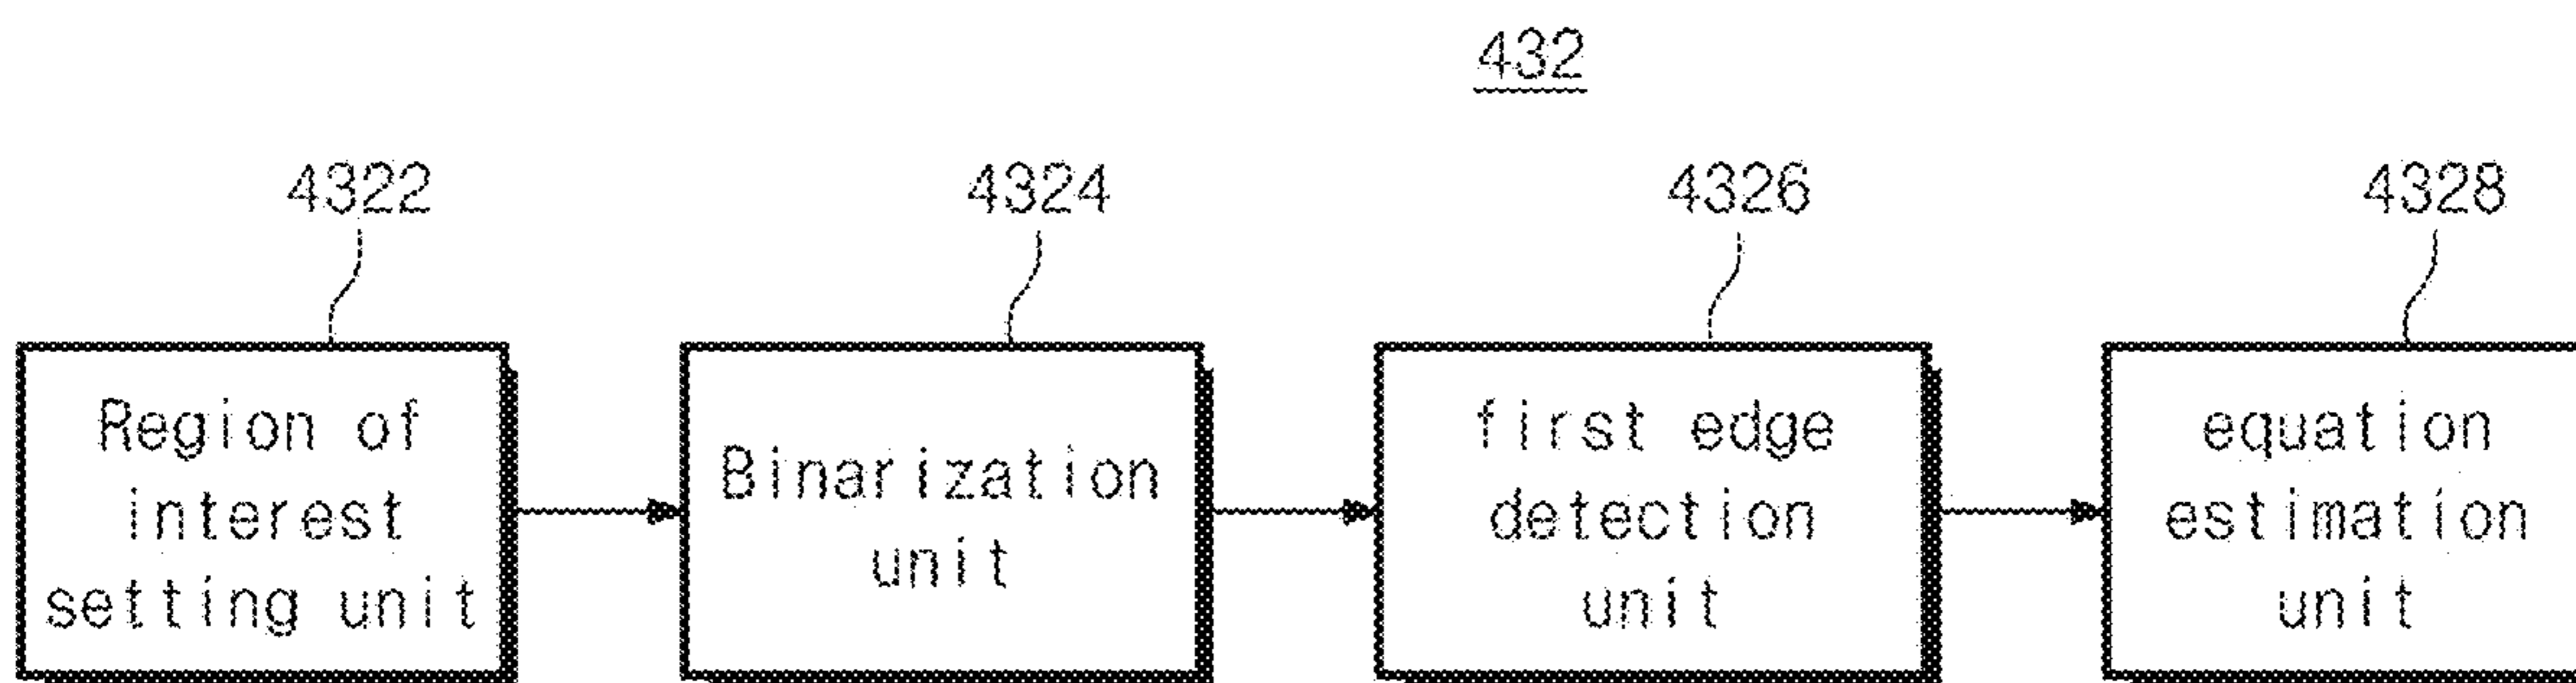 432
4322
4324
4326
4328
Region of
interest
setting unit
Binarization
unit
first edge
detection
unit
equation
estimation
unit